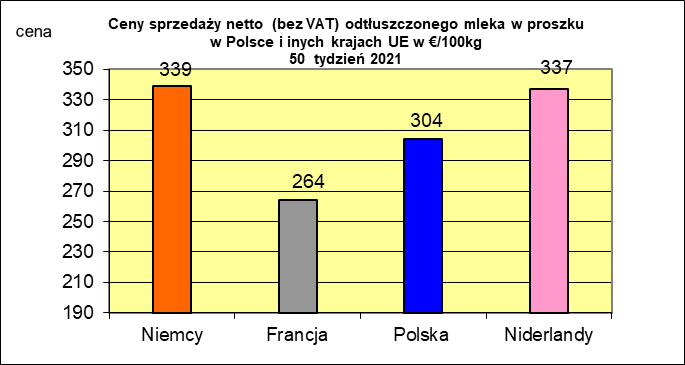 Ceny sprzedaży netto (bez VAT) odtłuszczonego mleka w proszku
w Polsce i inych krajach UE w €/100kg
50 tydzień 2021
cena
350
330
310
290
270
250
230
210
190
339
264
304
337
Niemcy
Francja
Polska
Niderlandy